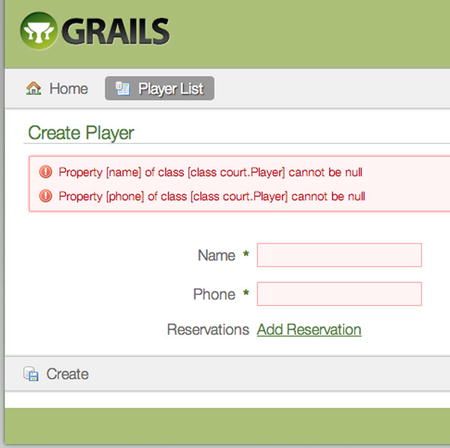 GRAILS
Home Player List
Create Player
Property [name] of class [class court.Player] cannot be null
Property [phone] of class [class court.Player] cannot be null
Name *
Phone *
Reservations Add Reservation
Create